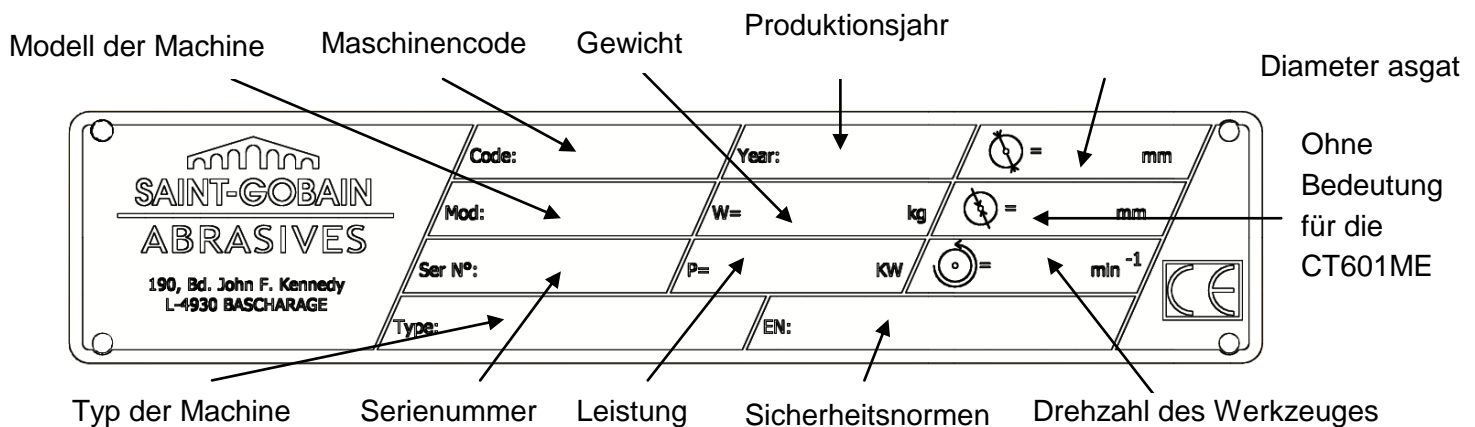 Produktionsjahr
Modell der Machine
Maschinencode
Gewicht
Diameter asgat
SAINT-GOBAIN
ABRASIVES
190, Bd. John F. Kennedy
L-4930 BASCHARAGE
Code:
Year:
= mm
Mod:
W= kg
= mm
Ser N°:
P= KW
= min -1
Type:
EN:
CE
Ohne
Bedeutung
für die
CT601ME
Typ der Machine
Serienummer
Leistung
Sicherheitsnormen
Drehzahl des Werkzeuges